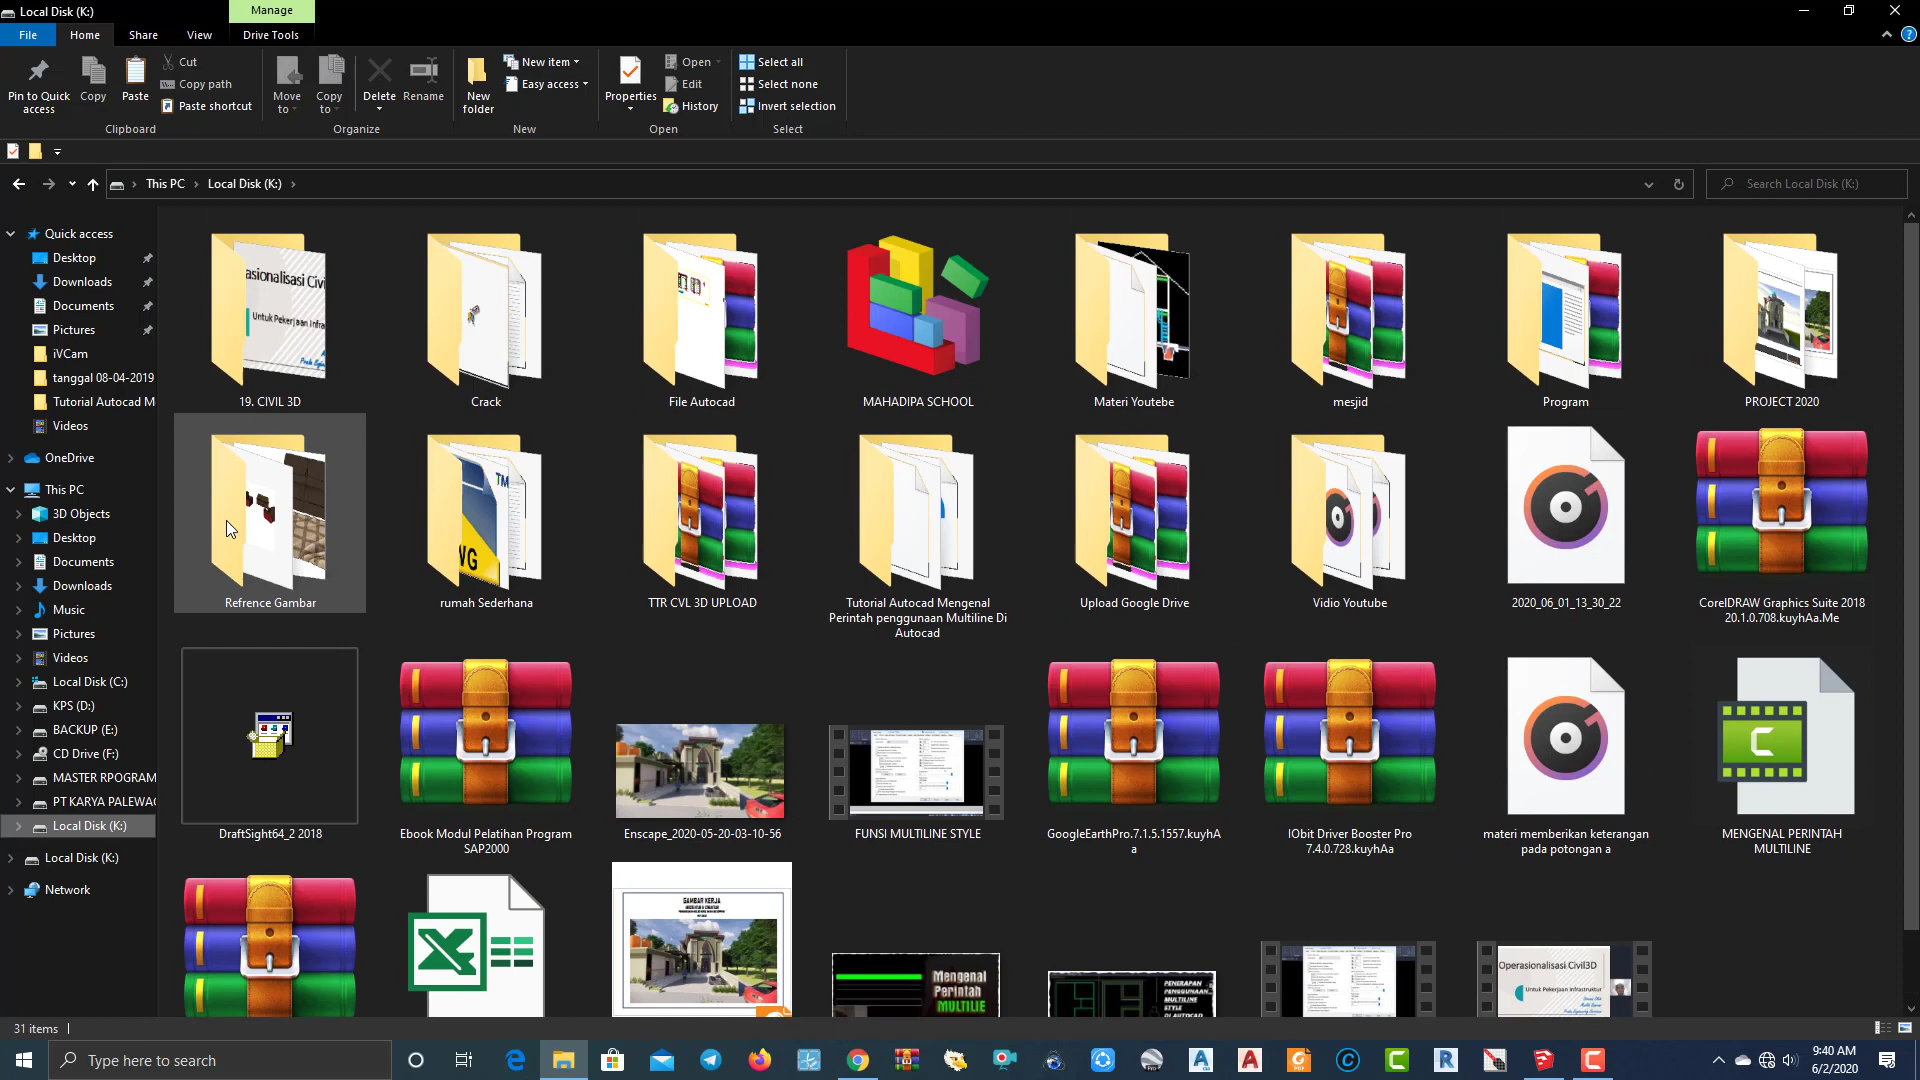 Local Disk (K:)
Manage
File
Home
Share
View
Drive Tools
Pin to Quick
access
Copy
Paste
Cut
Copy path
Paste shortcut
Clipboard
Move
to
Copy
to
Delete
Rename
Organize
New
folder
New item
Easy access
New
Properties
Open
Edit
History
Open
Select all
Select none
Invert selection
Select
This PC
Local Disk (K:)
Search Local Disk (K:)
Quick access
Desktop
Downloads
Documents
Pictures
iVCam
tanggal 08-04-2019
Tutorial Autocad M
Videos
OneDrive
This PC
3D Objects
Desktop
Documents
Downloads
Music
Pictures
Videos
Local Disk (C:)
KPS (D:)
BACKUP (E:)
CD Drive (F:)
MASTER RPOGRAM
PT KARYA PALEWA
Local Disk (K:)
Local Disk (K:)
Network
asionalisasi Civi
Untuk Pekerjaan Infra
19. CIVIL 3D
Crack
File Autocad
MAHADIPA SCHOOL
Materi Youtebe
mesjid
Program
PROJECT 2020
Refrence Gambar
rumah Sederhana
TTR CVL 3D UPLOAD
Tutorial Autocad Mengenal
Perintah penggunaan Multiline Di
Autocad
Upload Google Drive
Vidio Youtube
2020_06_01_13_30_22
CorelDRAW Graphics Suite 2018
20.1.0.708.kuyhAa.Me
DraftSight64_2 2018
Ebook Modul Pelatihan Program
SAP2000
Enscape_2020-05-20-03-10-56
FUNSI MULTILINE STYLE
GoogleEarthPro.7.1.5.1557.kuyhA
a
IObit Driver Booster Pro
7.4.0.728.kuyhAa
materi memberikan keterangan
pada potongan a
MENGENAL PERINTAH
MULTILINE
GAMBAR KERJA
Mengenal
Perintah
MULTILIE
PENERAPAN
PENGGUNAAN
MULTILINE
STYLE
DI AUTOCAD
Operasionalisasi Civil3D
Untuk Pekerjaan Infrastruktur
31 items
Type here to search
9:40 AM
6/2/2020